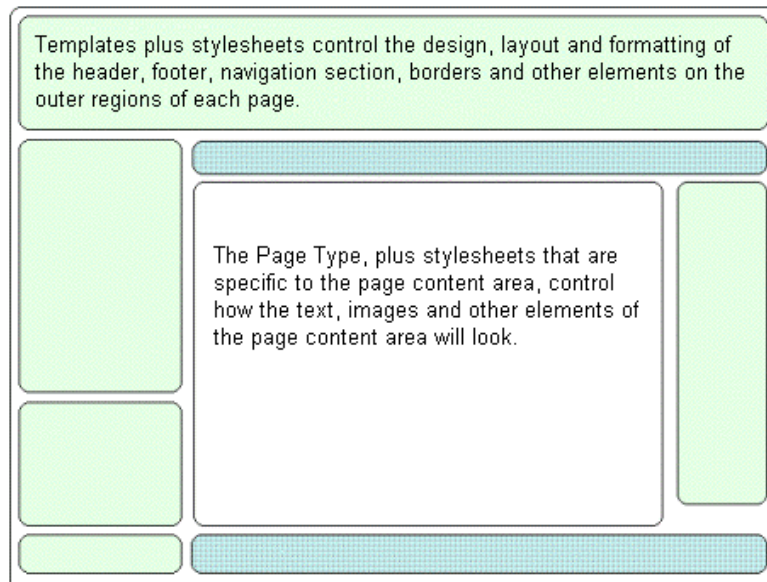 Templates plus stylesheets control the design, layout and formatting of
the header, footer, navigation section, borders and other elements on the
outer regions of each page.
The Page Type, plus stylesheets that are
specific to the page content area, control
how the text, images and other elements of
the page content area will look.